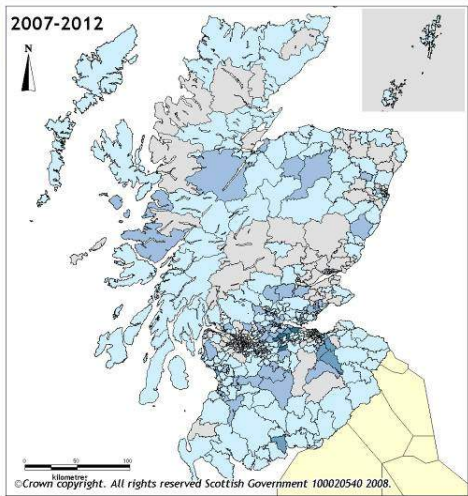 2007-2012
N
0 50 100
kilometres
©Crown copyright. All rights reserved Scottish Government 100020540 2008.